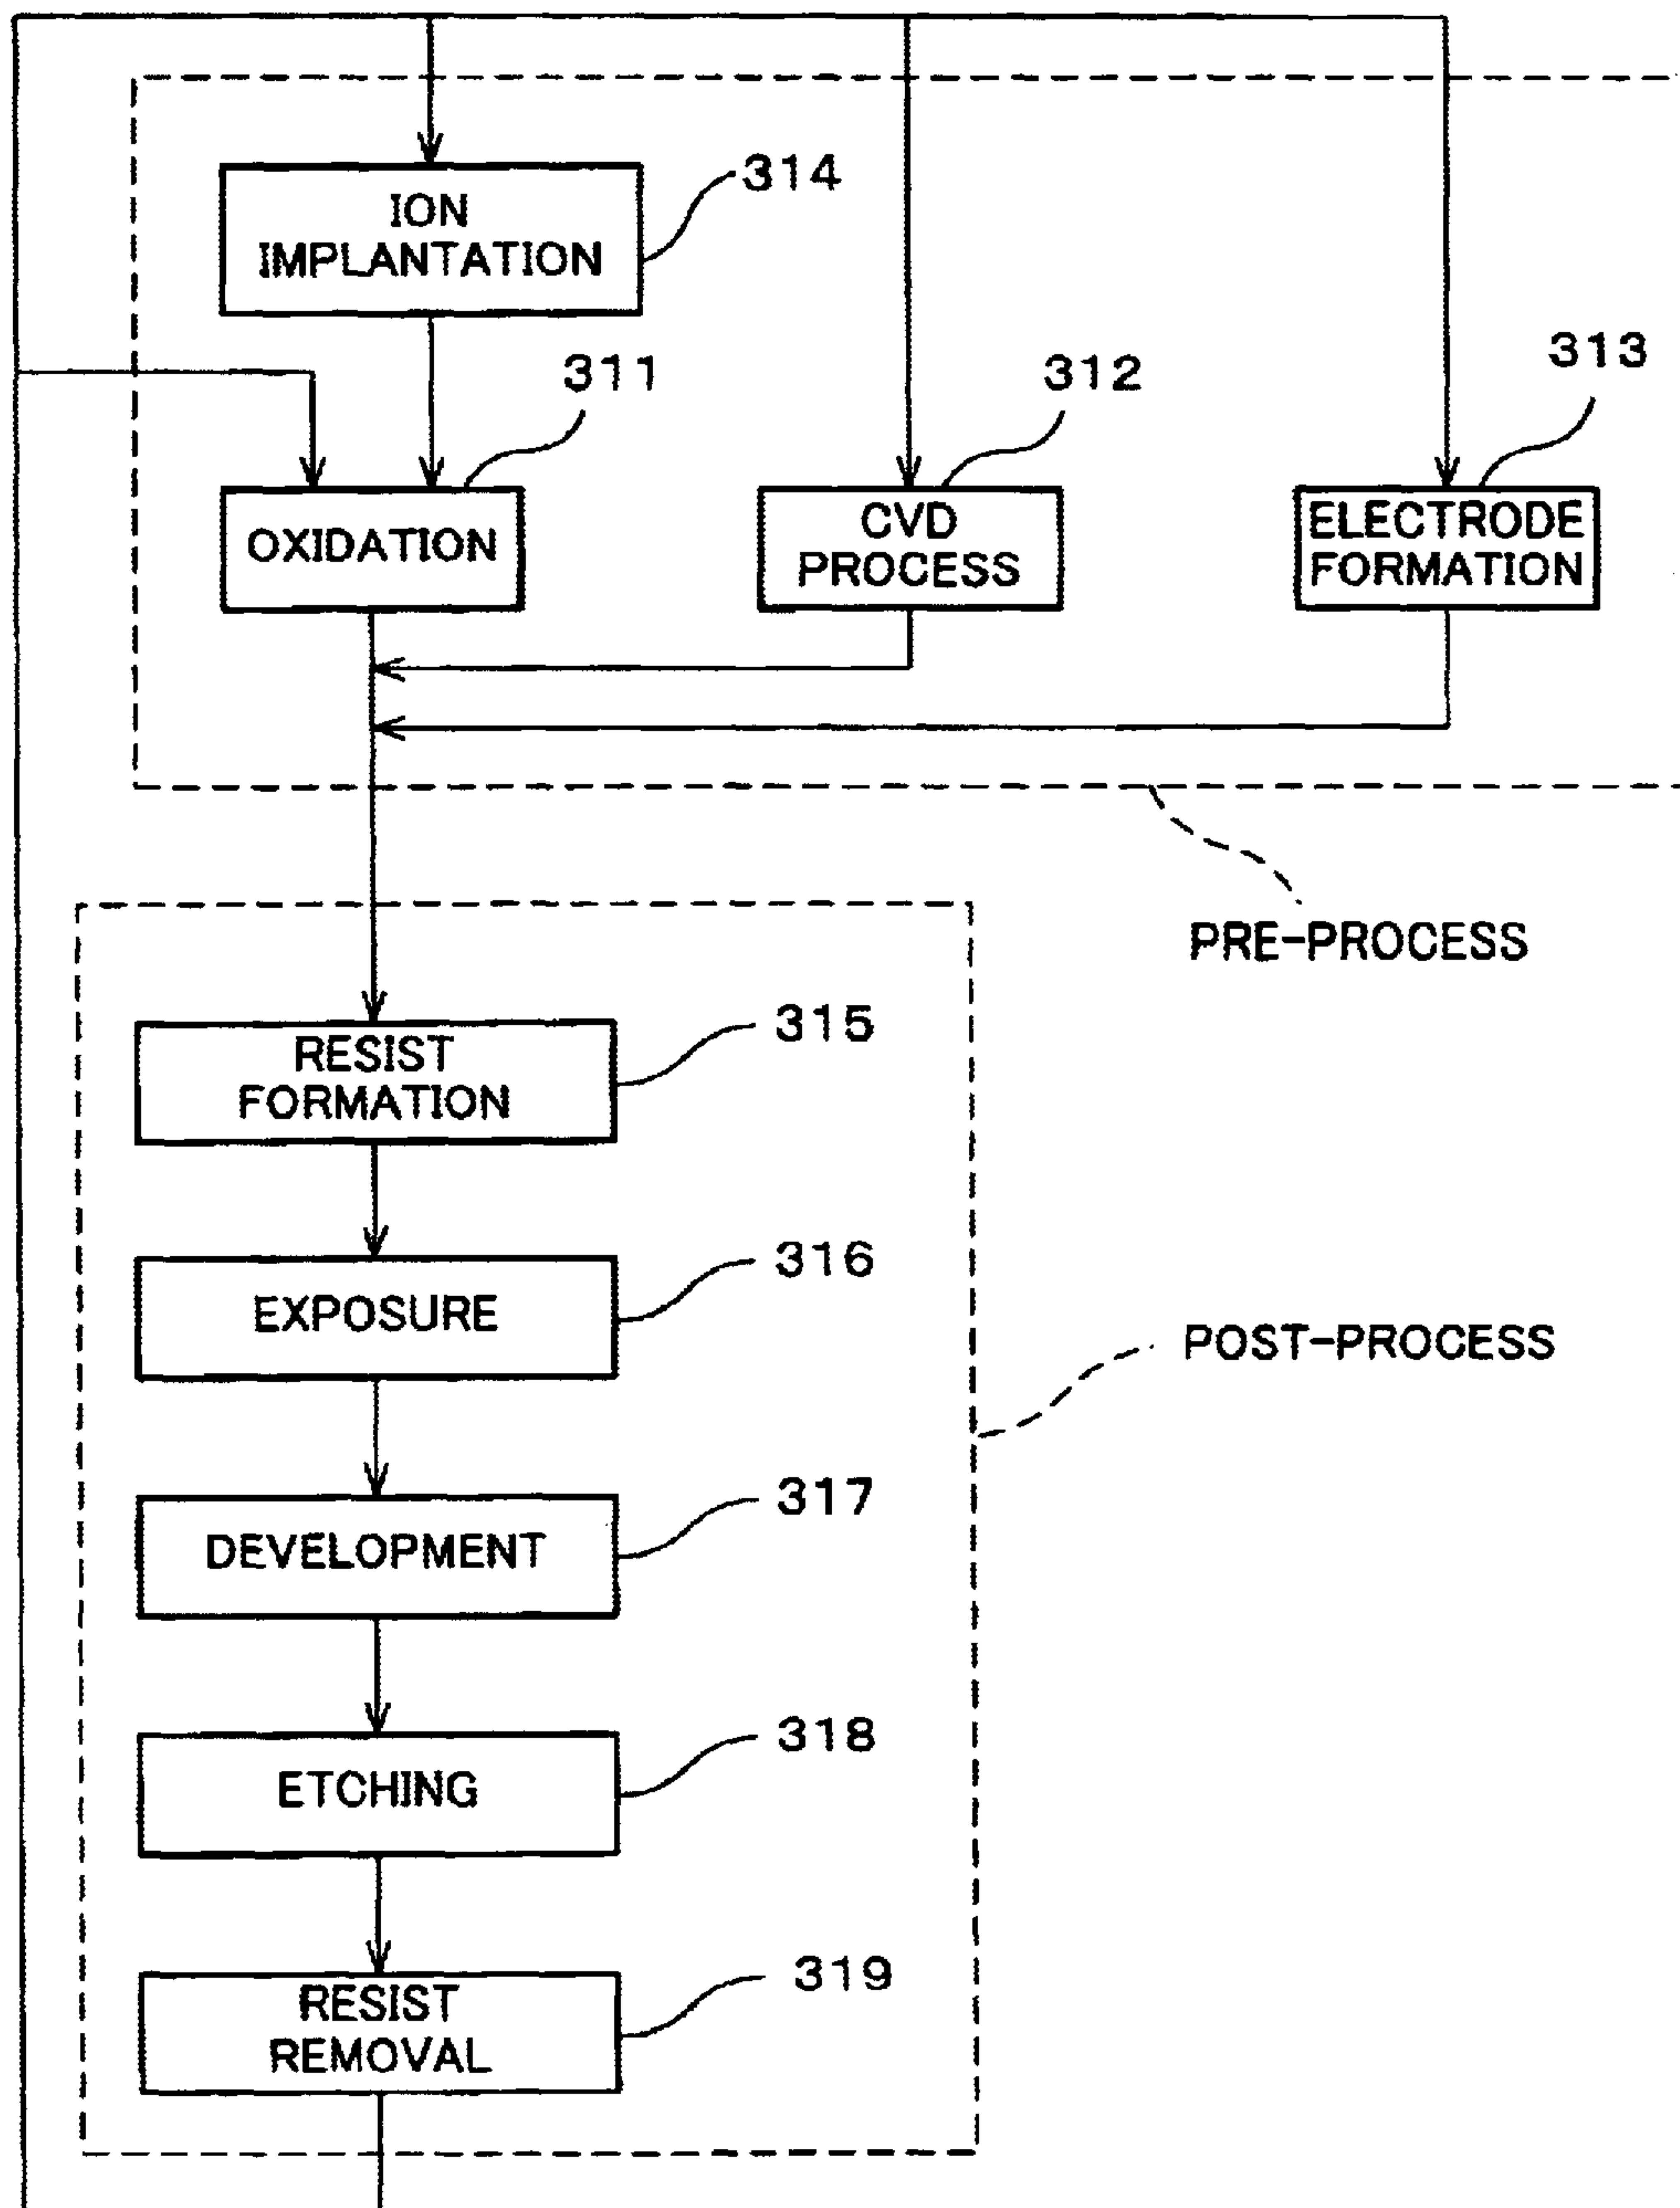 314
ION
IMPLANTATION
311
312
313
OXIDATION
CVD
PROCESS
ELECTRODE
FORMATION
PRE-PROCESS
315
RESIST
FORMATION
316
EXPOSURE
POST-PROCESS
317
DEVELOPMENT
318
ETCHING
319
RESIST
REMOVAL